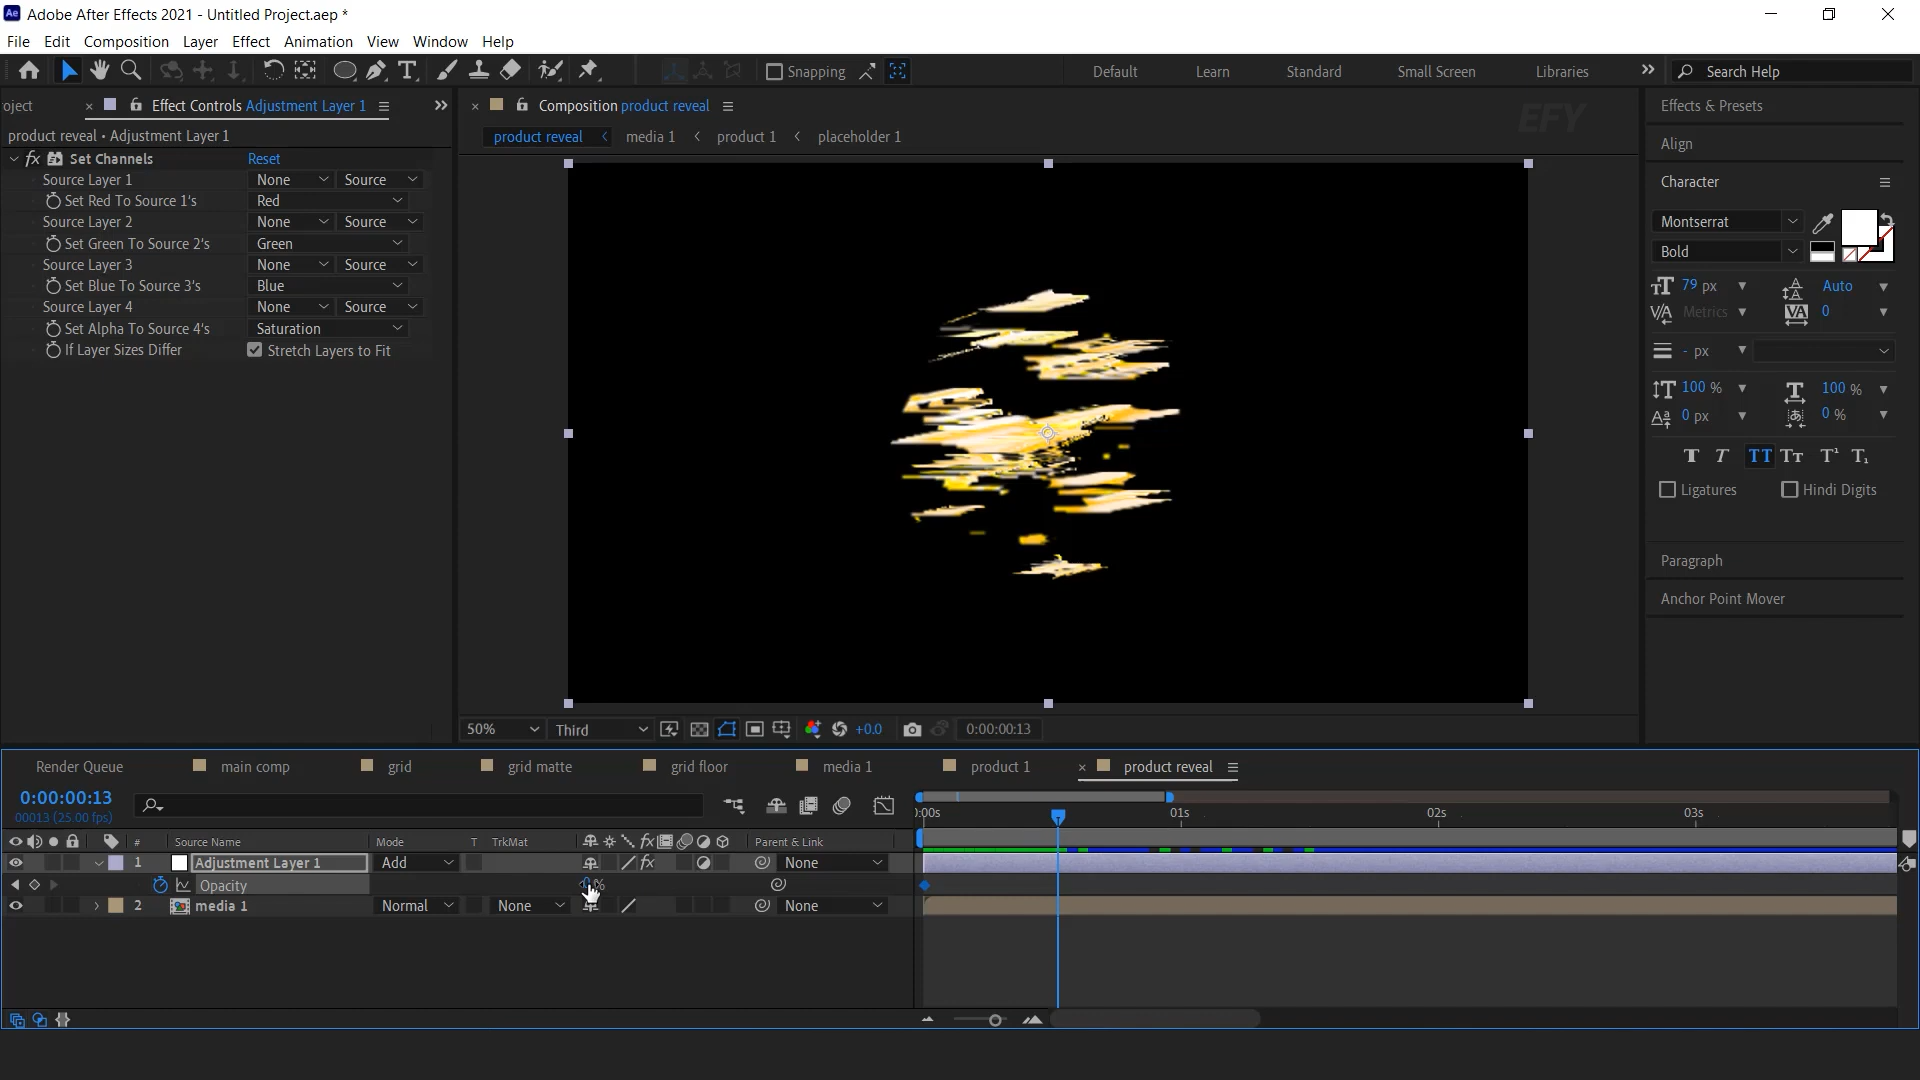 Ae Adobe After Effects 2021 - Untitled Project.aep *
File Edit Composition Layer Effect Animation View Window Help
Snapping
Default Learn Standard Small Screen Libraries
Search Help
oject
Effect Controls Adjustment Layer 1
product reveal • Adjustment Layer 1
fx Set Channels Reset
Source Layer 1 None Source
Set Red To Source 1's Red
Source Layer 2 None Source
Set Green To Source 2's Green
Source Layer 3 None Source
Set Blue To Source 3's Blue
Source Layer 4 None Source
Set Alpha To Source 4's Saturation
If Layer Sizes Differ Stretch Layers to Fit
Composition product reveal
product reveal media 1 product 1 placeholder 1
EFY
50% Third +0.0 0:00:00:13
Effects & Presets
Align
Character
Montserrat
Bold
79 px Auto
Metrics 0
- px
100 % 100 %
0 px 0 %
Ligatures Hindi Digits
Paragraph
Anchor Point Mover
Render Queue main comp grid grid matte grid floor media 1 product 1 product reveal
0:00:00:13
00013 (25.00 fps)
):00s 01s 02s 03s
# Source Name Mode T TrkMat fx Parent & Link
1 Adjustment Layer 1 Add fx None
Opacity %
2 media 1 Normal None None